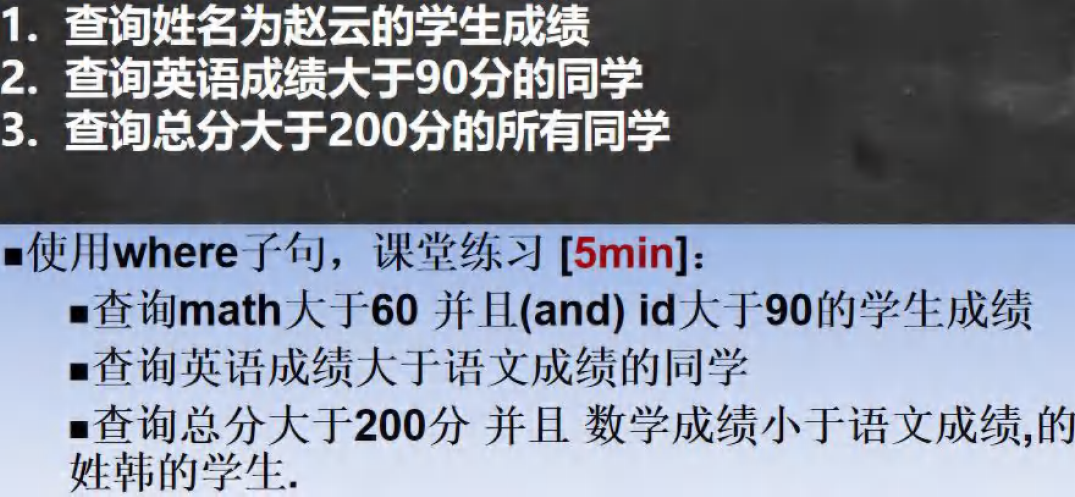 1. 查询姓名为赵云的学生成绩
2. 查询英语成绩大于90分的同学
3. 查询总分大于200分的所有同学
■使用where子句，课堂练习 [5min]：
■查询math大于60 并且(and) id大于90的学生成绩
■查询英语成绩大于语文成绩的同学
■查询总分大于200分 并且 数学成绩小于语文成绩,的
姓韩的学生.